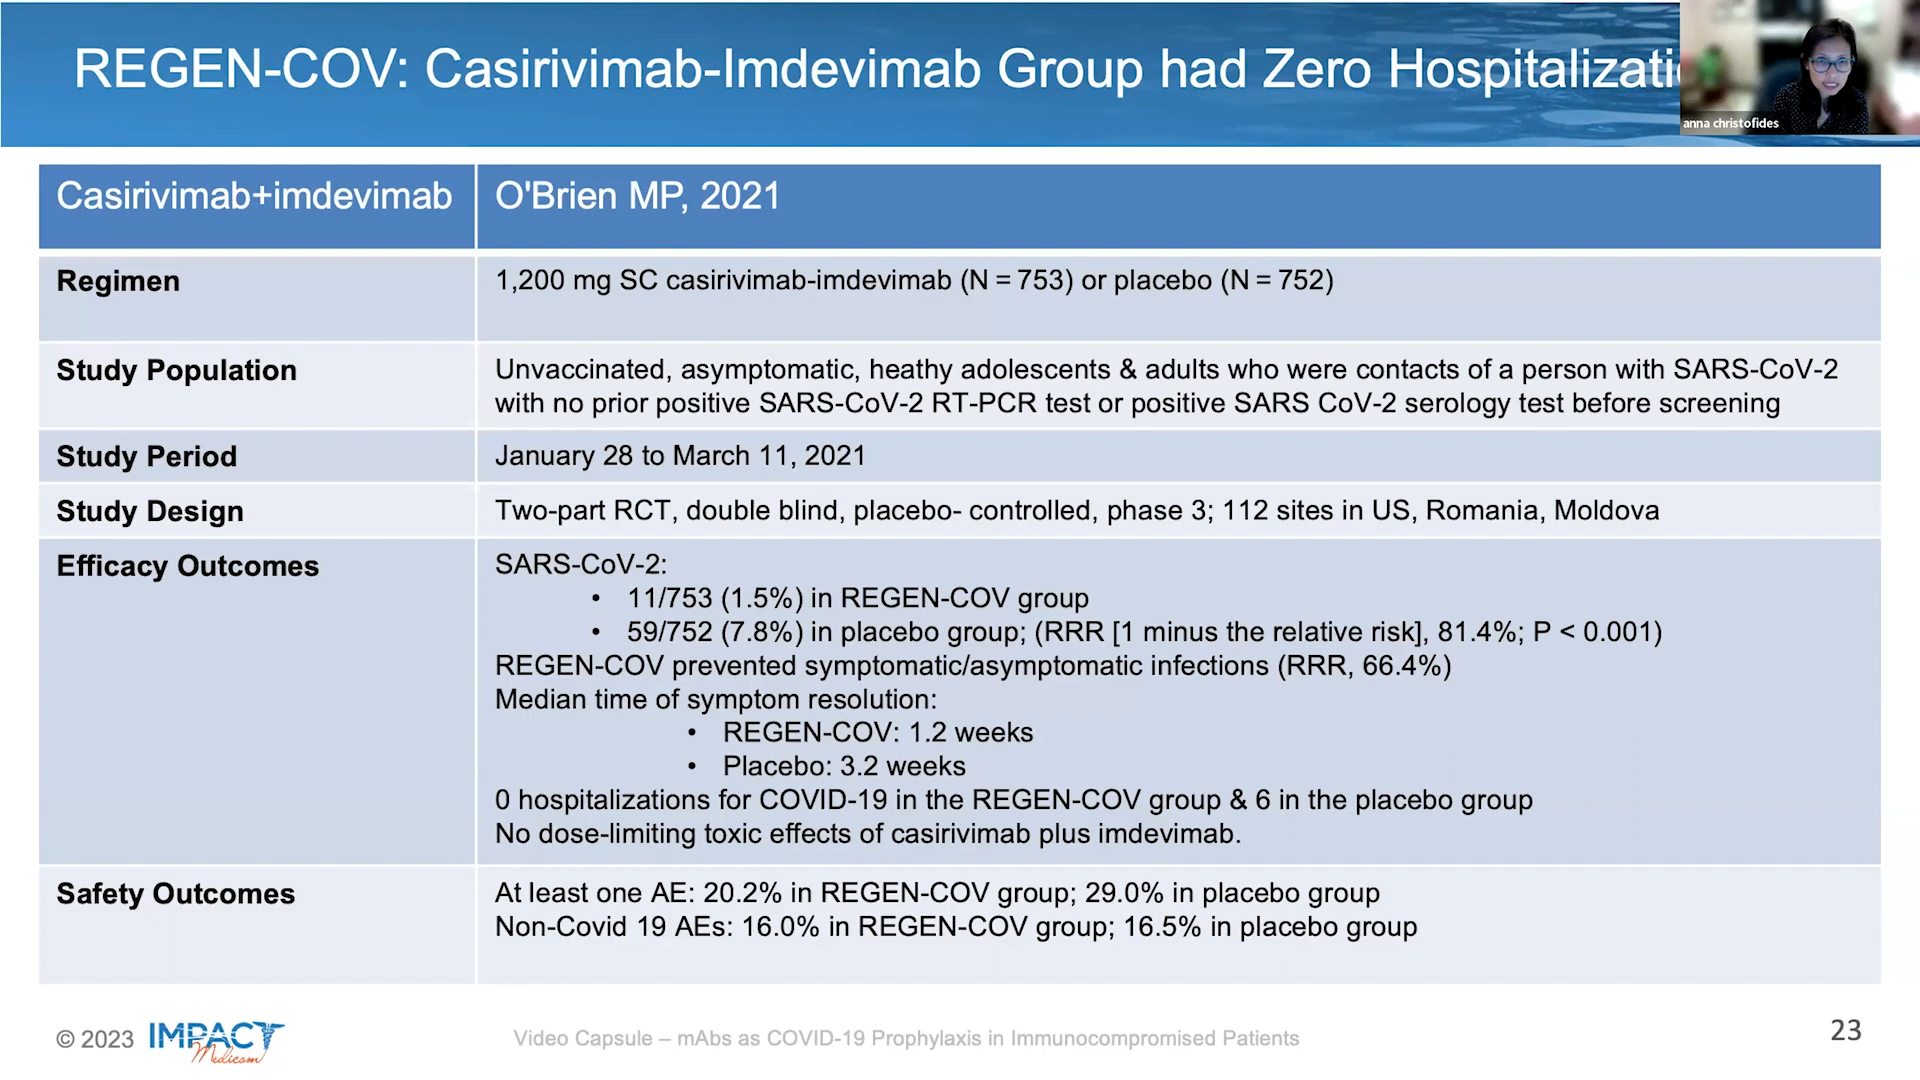 REGEN-COV: Casirivimab-Imdevimab Group had Zero Hospitalizati
anna christofides
Casirivimab+imdevimab
O'Brien MP, 2021
Regimen
1,200 mg SC casirivimab-imdevimab (N = 753) or placebo (N = 752)
Study Population
Unvaccinated, asymptomatic, heathy adolescents & adults who were contacts of a person with SARS-CoV-2
with no prior positive SARS-CoV-2 RT-PCR test or positive SARS CoV-2 serology test before screening
Study Period
January 28 to March 11, 2021
Study Design
Two-part RCT, double blind, placebo- controlled, phase 3; 112 sites in US, Romania, Moldova
Efficacy Outcomes
SARS-CoV-2:
• 11/753 (1.5%) in REGEN-COV group
• 59/752 (7.8%) in placebo group; (RRR [1 minus the relative risk], 81.4%; P < 0.001)
REGEN-COV prevented symptomatic/asymptomatic infections (RRR, 66.4%)
Median time of symptom resolution:
• REGEN-COV: 1.2 weeks
• Placebo: 3.2 weeks
0 hospitalizations for COVID-19 in the REGEN-COV group & 6 in the placebo group
No dose-limiting toxic effects of casirivimab plus imdevimab.
Safety Outcomes
At least one AE: 20.2% in REGEN-COV group; 29.0% in placebo group
Non-Covid 19 AEs: 16.0% in REGEN-COV group; 16.5% in placebo group
© 2023
IMPACT
Medicom
Video Capsule – mAbs as COVID-19 Prophylaxis in Immunocompromised Patients
23